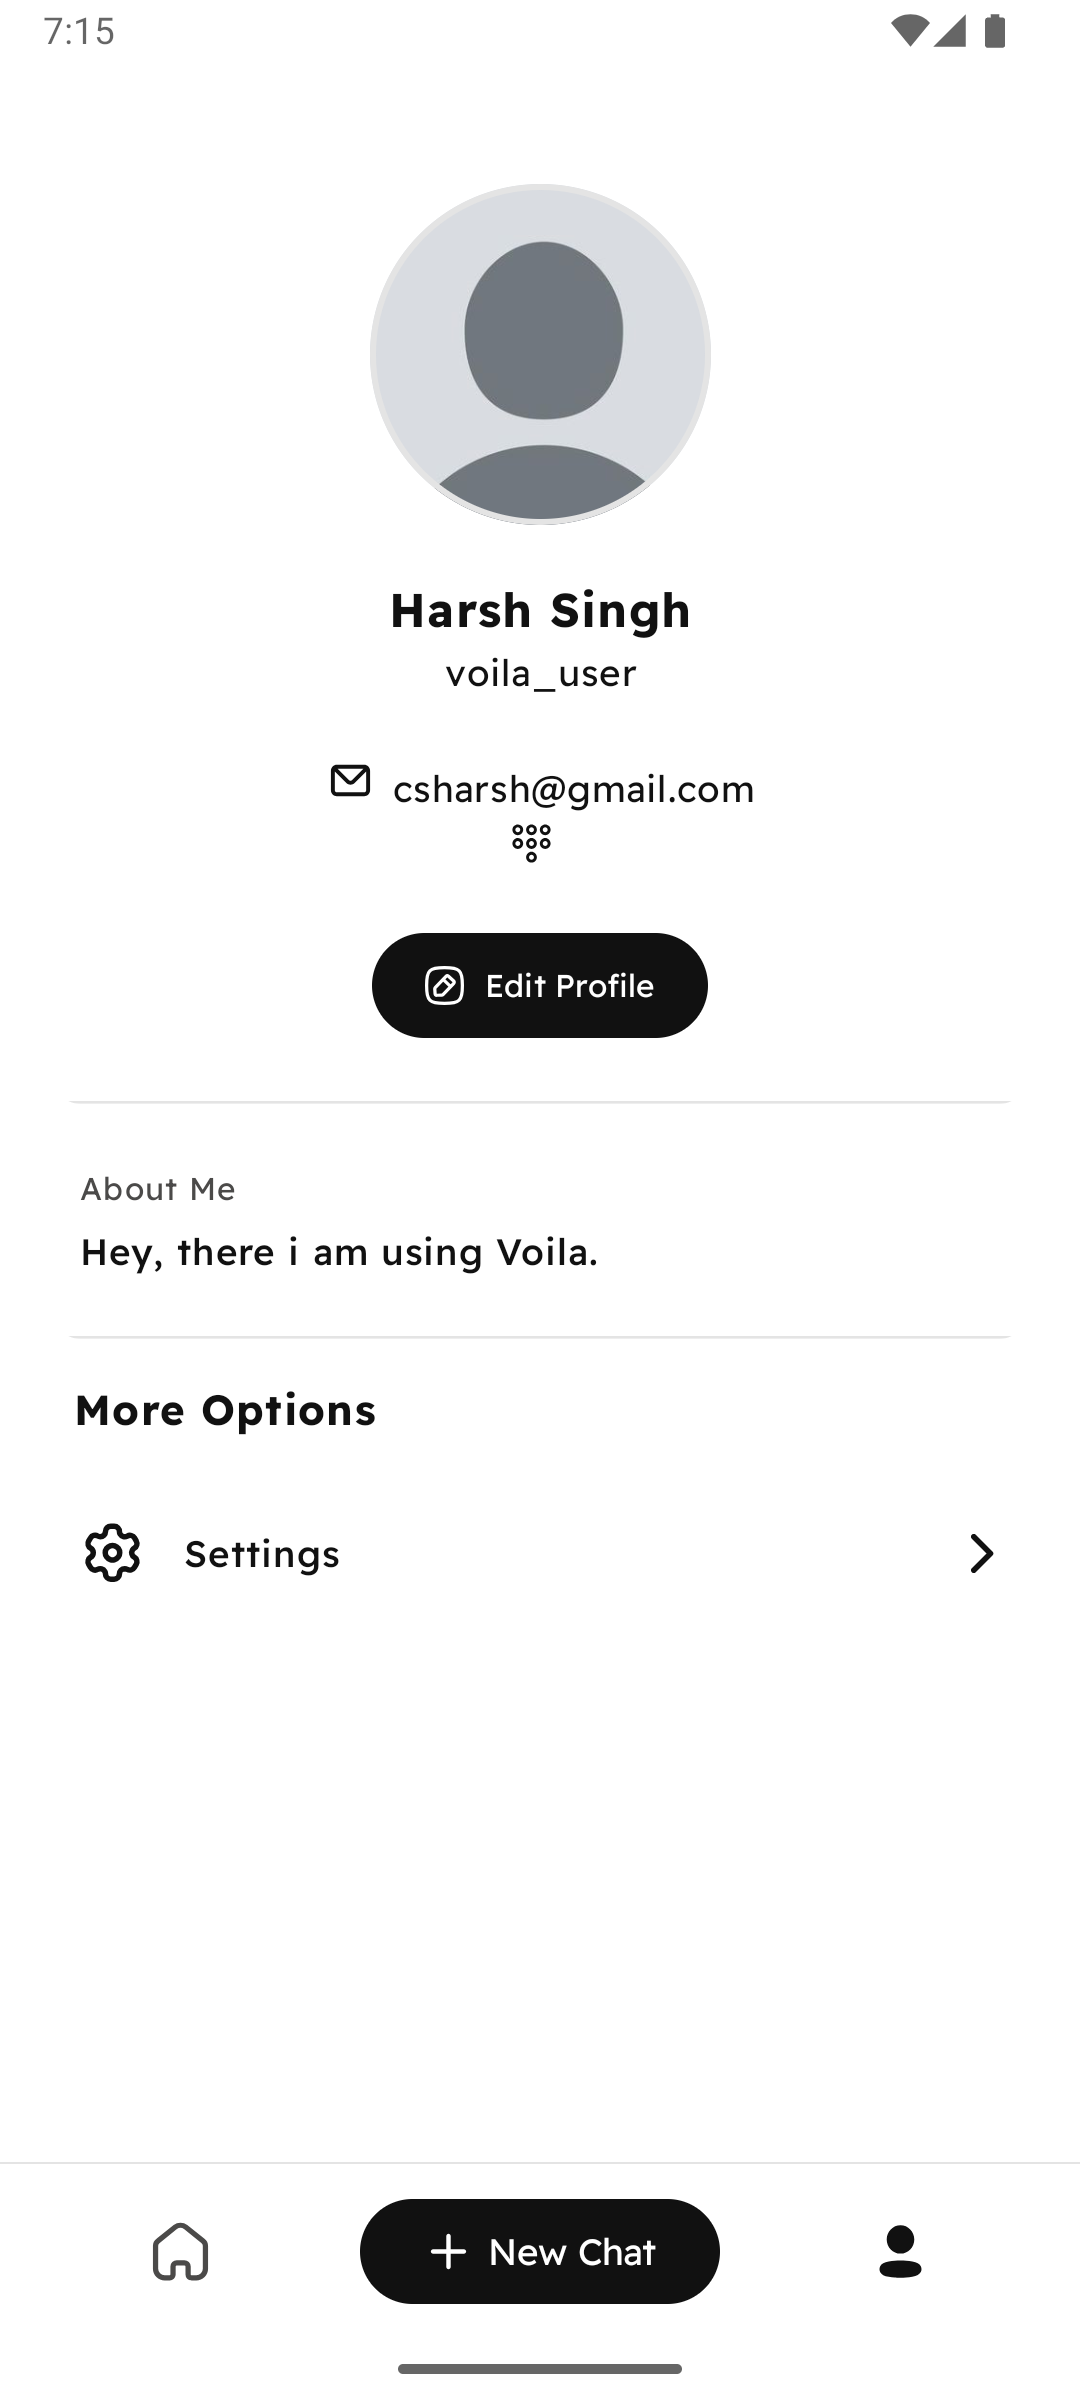 7:15
Harsh Singh
voila_user
csharsh@gmail.com
Edit Profile
About Me
Hey, there i am using Voila.
More Options
Settings
New Chat